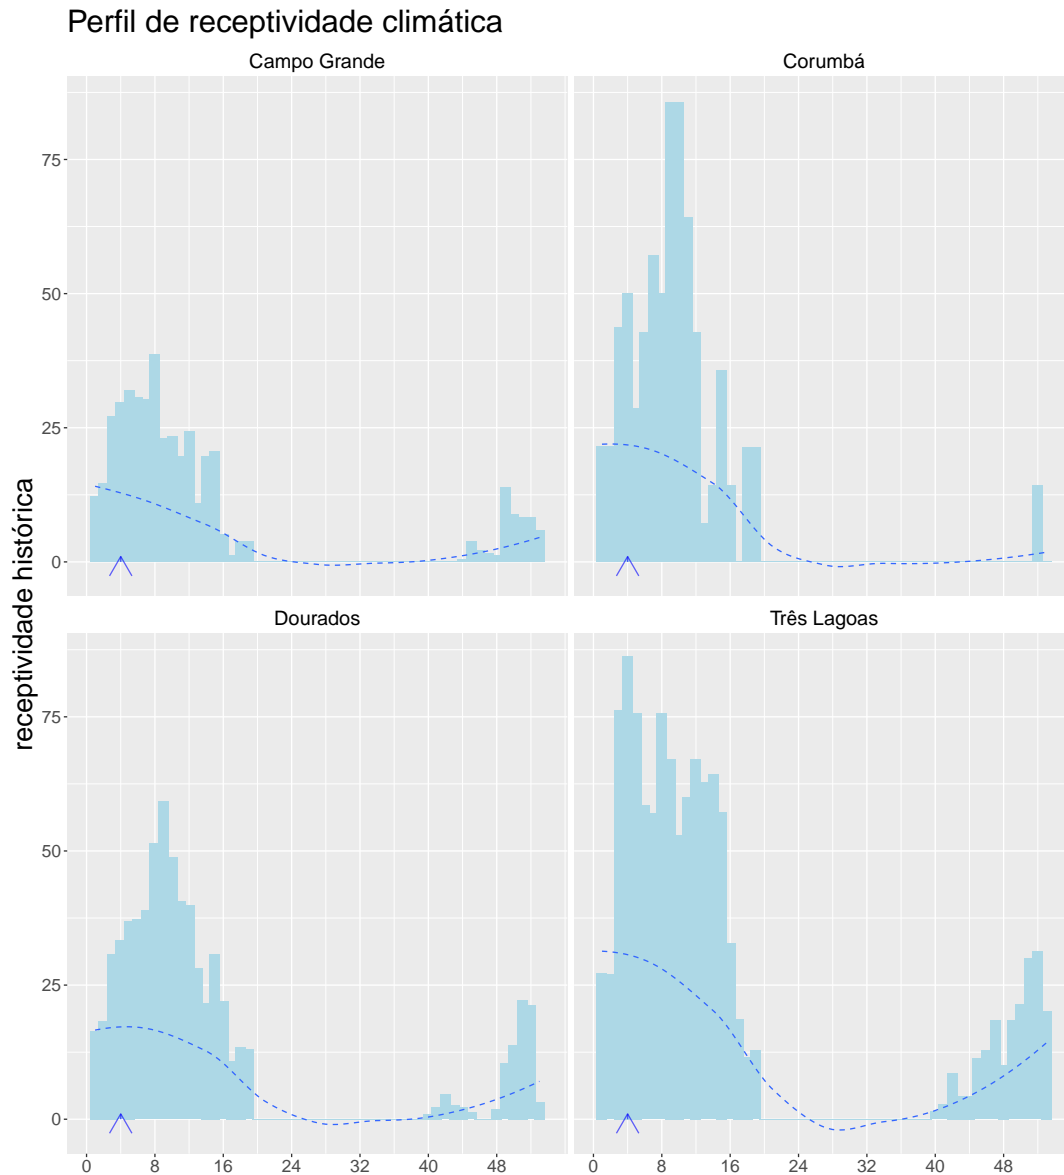 Perfil de receptividade climática
Campo Grande
Corumbá
75
50
25
0
Dourados
Três Lagoas
75
50
25
0
receptividade histórica
0 8 16 24 32 40 48
0 8 16 24 32 40 48